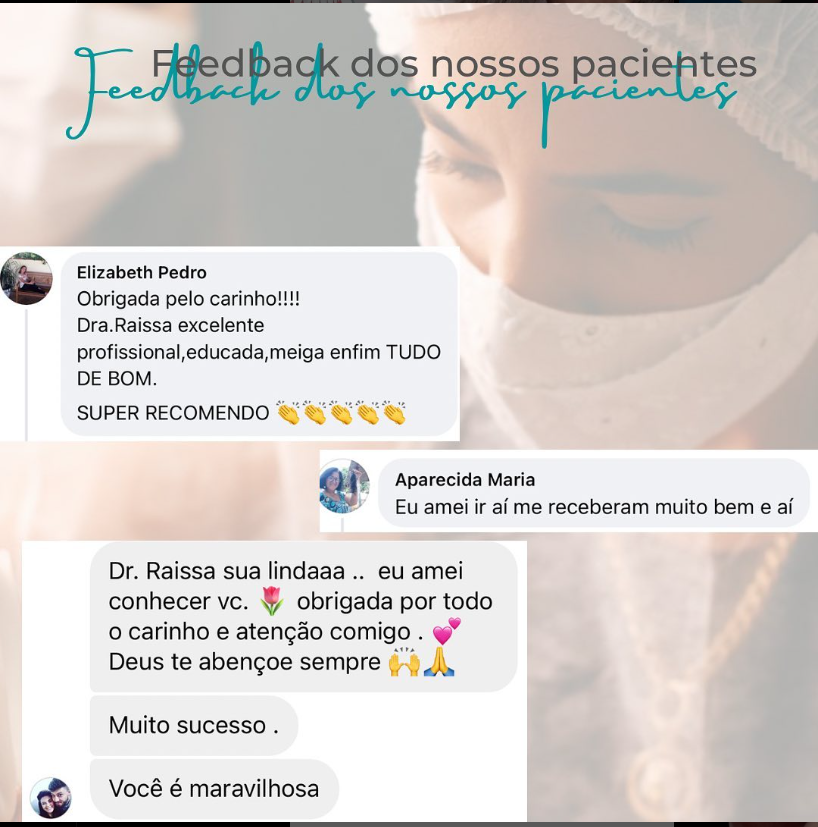 Feedback dos nossos pacientes
Feedback dos nossos pacientes
Elizabeth Pedro
Obrigada pelo carinho!!!!
Dra.Raissa excelente
profissional,educada,meiga enfim TUDO
DE BOM.
SUPER RECOMENDO 👏👏👏👏👏
Aparecida Maria
Eu amei ir aí me receberam muito bem e aí
Dr. Raissa sua lindaaa .. eu amei
conhecer vc. 🌷 obrigada por todo
o carinho e atenção comigo . 💕
Deus te abençoe sempre 🙌🙏
Muito sucesso .
Você é maravilhosa